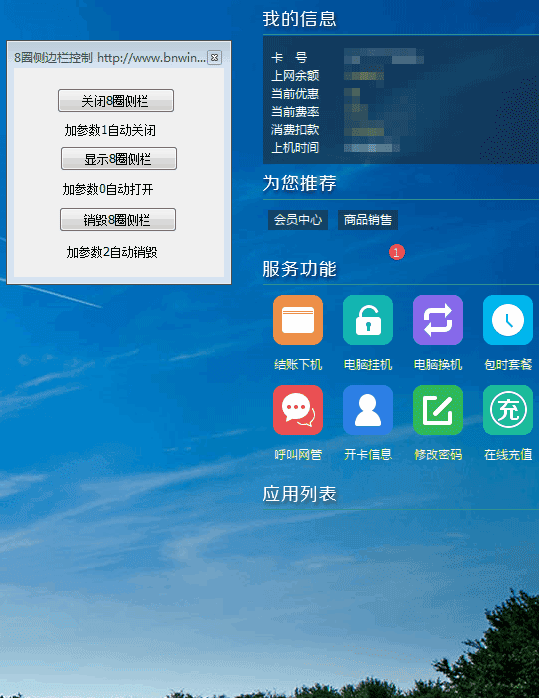 8圈侧边栏控制 http://www.bnwin...
关闭8圈侧栏
加参数1自动关闭
显示8圈侧栏
加参数0自动打开
销毁8圈侧栏
加参数2自动销毁
我的信息
卡 号
上网余额
当前优惠
当前费率
消费扣款
上机时间
为您推荐
会员中心 商品销售
1
服务功能
结账下机 电脑挂机 电脑换机 包时套餐
充
呼叫网管 开卡信息 修改密码 在线充值
应用列表